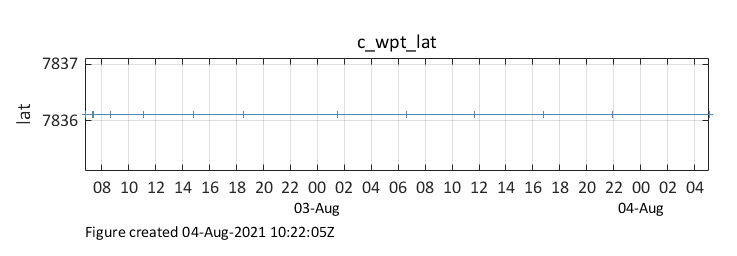 c_wpt_lat
7837
7836
lat
08 10 12 14 16 18 20 22 00 02 04 06 08 10 12 14 16 18 20 22 00 02 04
03-Aug 04-Aug
Figure created 04-Aug-2021 10:22:05Z